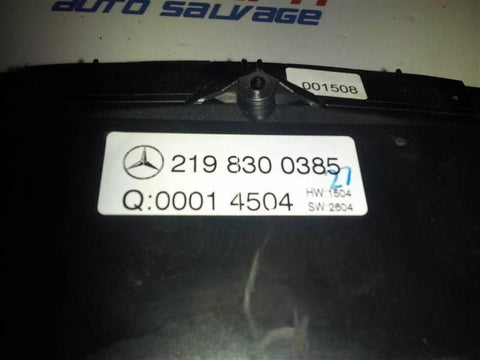 AUTO SALVAGE
001508
219 830 0385
27
HW:1504
Q:0001 4504
SW:2604